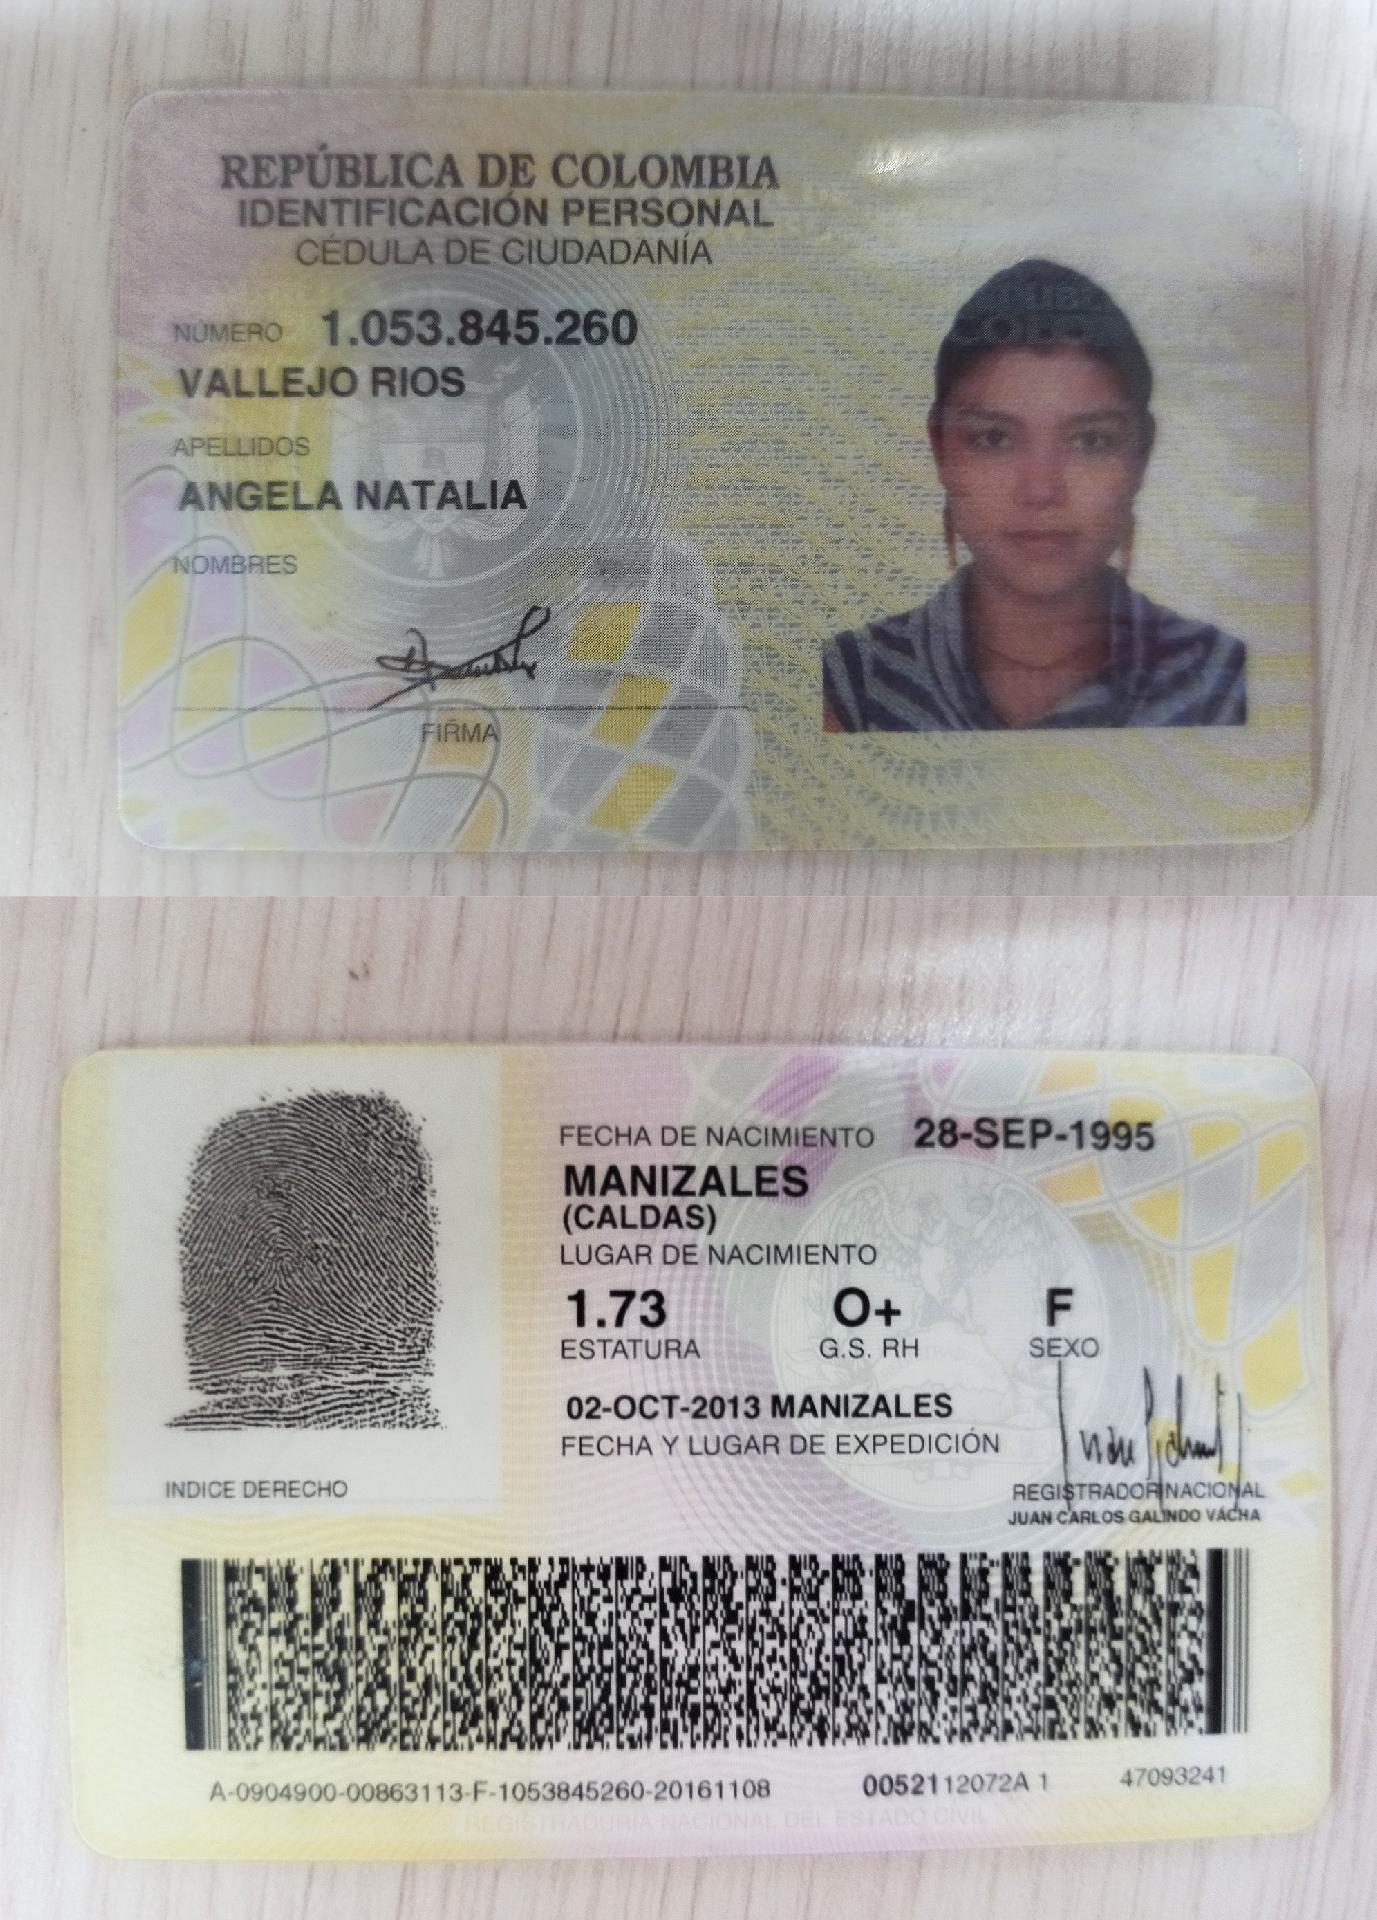 REPÚBLICA DE COLOMBIA
IDENTIFICACIÓN PERSONAL
CÉDULA DE CIUDADANÍA
NÚMERO 1.053.845.260
VALLEJO RIOS
APELLIDOS
ANGELA NATALIA
NOMBRES
FIRMA
FECHA DE NACIMIENTO 28-SEP-1995
MANIZALES
(CALDAS)
LUGAR DE NACIMIENTO
1.73 O+ F
ESTATURA G.S. RH SEXO
02-OCT-2013 MANIZALES
FECHA Y LUGAR DE EXPEDICIÓN
INDICE DERECHO
REGISTRADOR NACIONAL
JUAN CARLOS GALINDO VÁCHA
A-0904900-00863113-F-1053845260-20161108 0052112072A 1 47093241
REGISTRADURÍA NACIONAL DEL ESTADO CIVIL